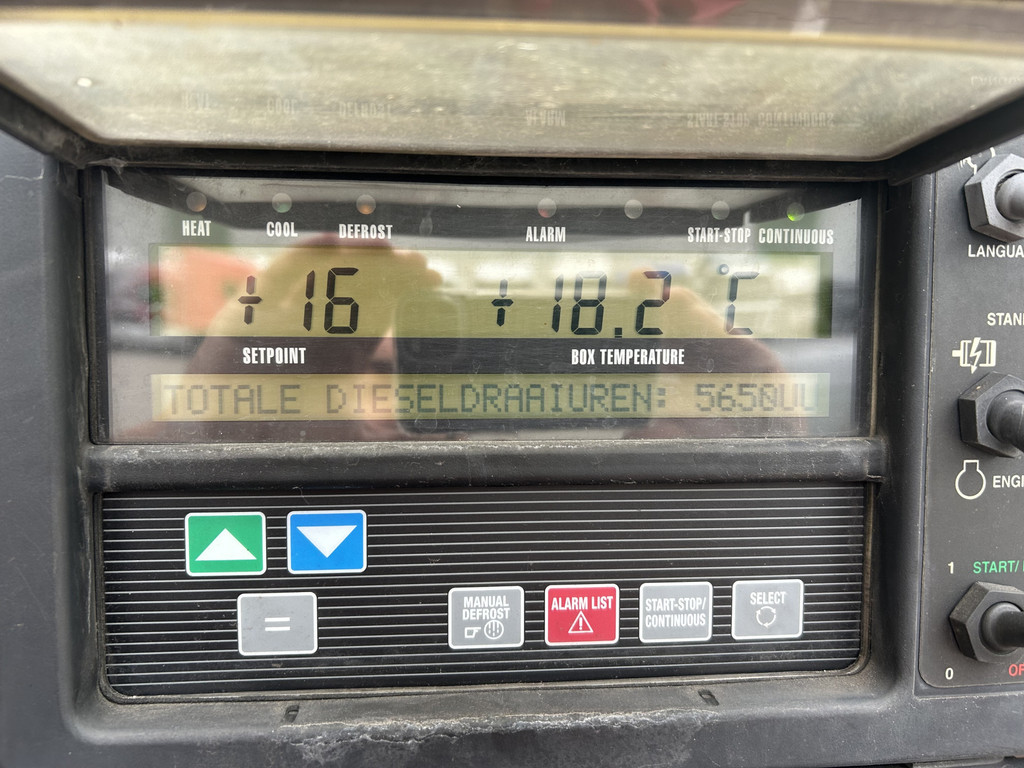 HEAT COOL DEFROST ALARM START-STOP CONTINUOUS
+16 +18.2 °C
SETPOINT BOX TEMPERATURE
TOTALE DIESELDRAAIUREN: 5650UU
MANUAL DEFROST
ALARM LIST
START-STOP/
CONTINUOUS
SELECT
=
LANGUA
STAN
ENGI
1 START/
0 OF